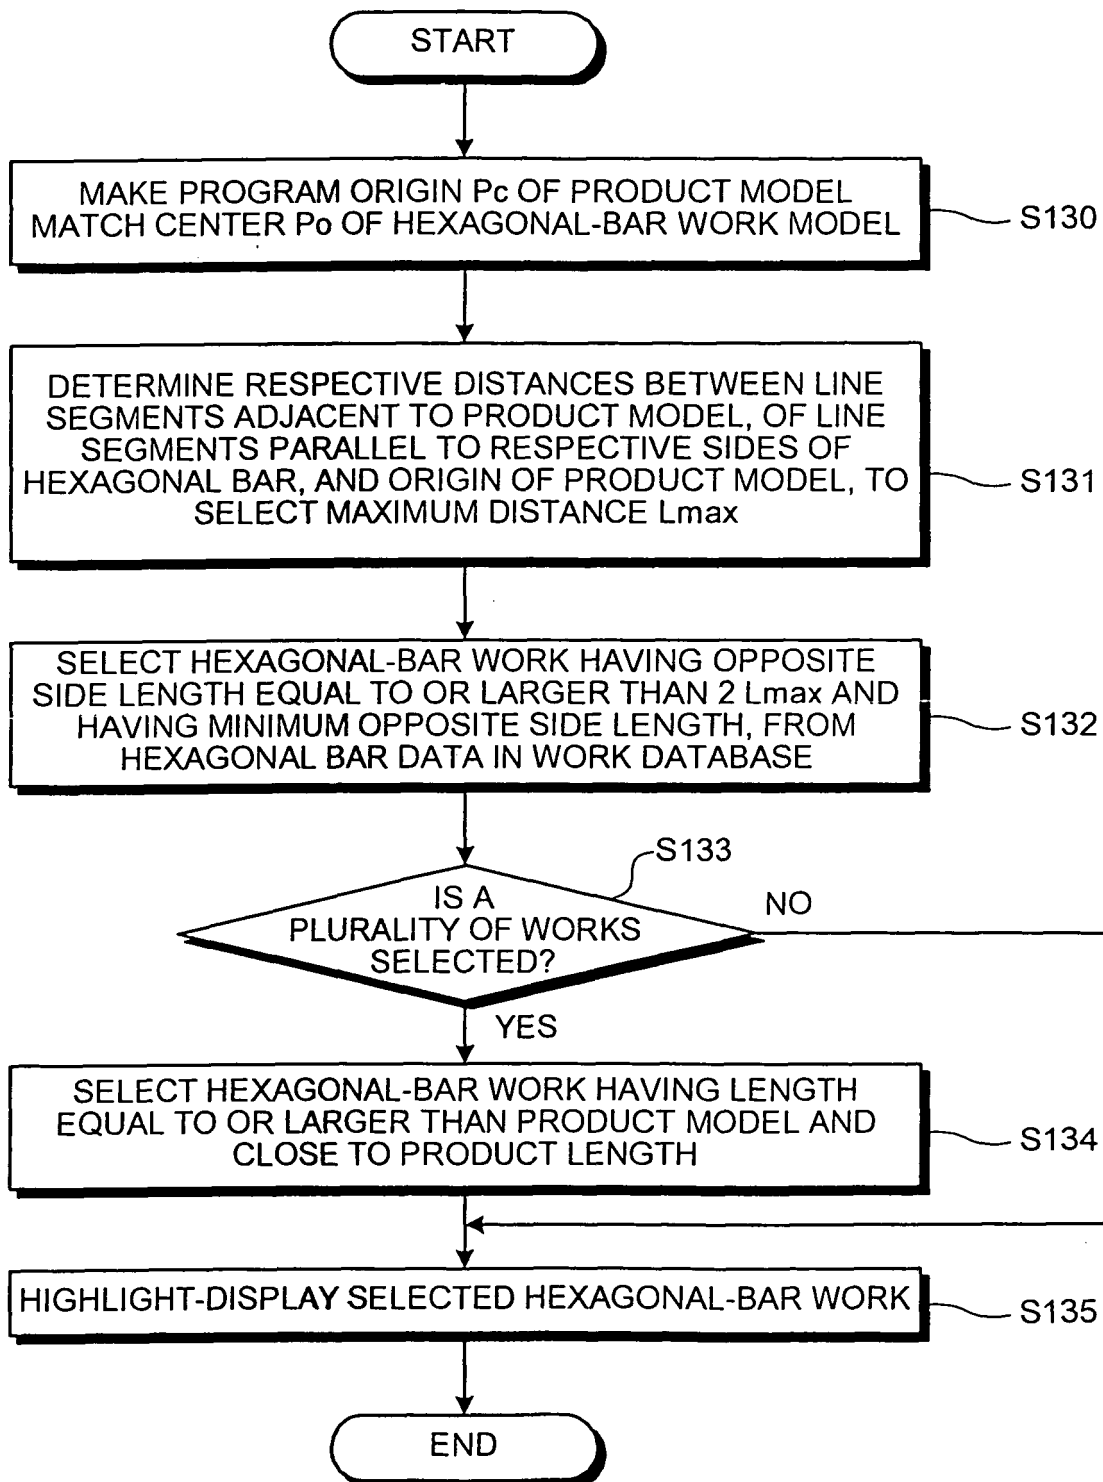 START
MAKE PROGRAM ORIGIN Pc OF PRODUCT MODEL
MATCH CENTER Po OF HEXAGONAL-BAR WORK MODEL
S130
DETERMINE RESPECTIVE DISTANCES BETWEEN LINE
SEGMENTS ADJACENT TO PRODUCT MODEL, OF LINE
SEGMENTS PARALLEL TO RESPECTIVE SIDES OF
HEXAGONAL BAR, AND ORIGIN OF PRODUCT MODEL, TO
SELECT MAXIMUM DISTANCE Lmax
S131
SELECT HEXAGONAL-BAR WORK HAVING OPPOSITE
SIDE LENGTH EQUAL TO OR LARGER THAN 2 Lmax AND
HAVING MINIMUM OPPOSITE SIDE LENGTH, FROM
HEXAGONAL BAR DATA IN WORK DATABASE
S132
S133
IS A
PLURALITY OF WORKS
SELECTED?
NO
YES
SELECT HEXAGONAL-BAR WORK HAVING LENGTH
EQUAL TO OR LARGER THAN PRODUCT MODEL AND
CLOSE TO PRODUCT LENGTH
S134
HIGHLIGHT-DISPLAY SELECTED HEXAGONAL-BAR WORK
S135
END